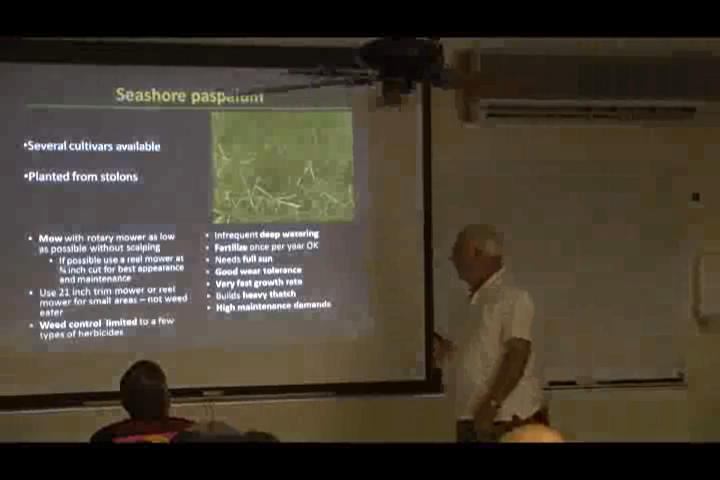 Seashore paspalum
•Several cultivars available
•Planted from stolons
• Mow with rotary mower as low
as possible without scalping
• If possible use a reel mower at
¾ inch cut for best appearance
and maintenance
• Use 21 inch trim mower or reel
mower for small areas – not weed
eater
• Weed control limited to a few
types of herbicides
• Infrequent deep watering
• Fertilize once per year OK
• Needs full sun
• Good wear tolerance
• Very fast growth rate
• Builds heavy thatch
• High maintenance demands